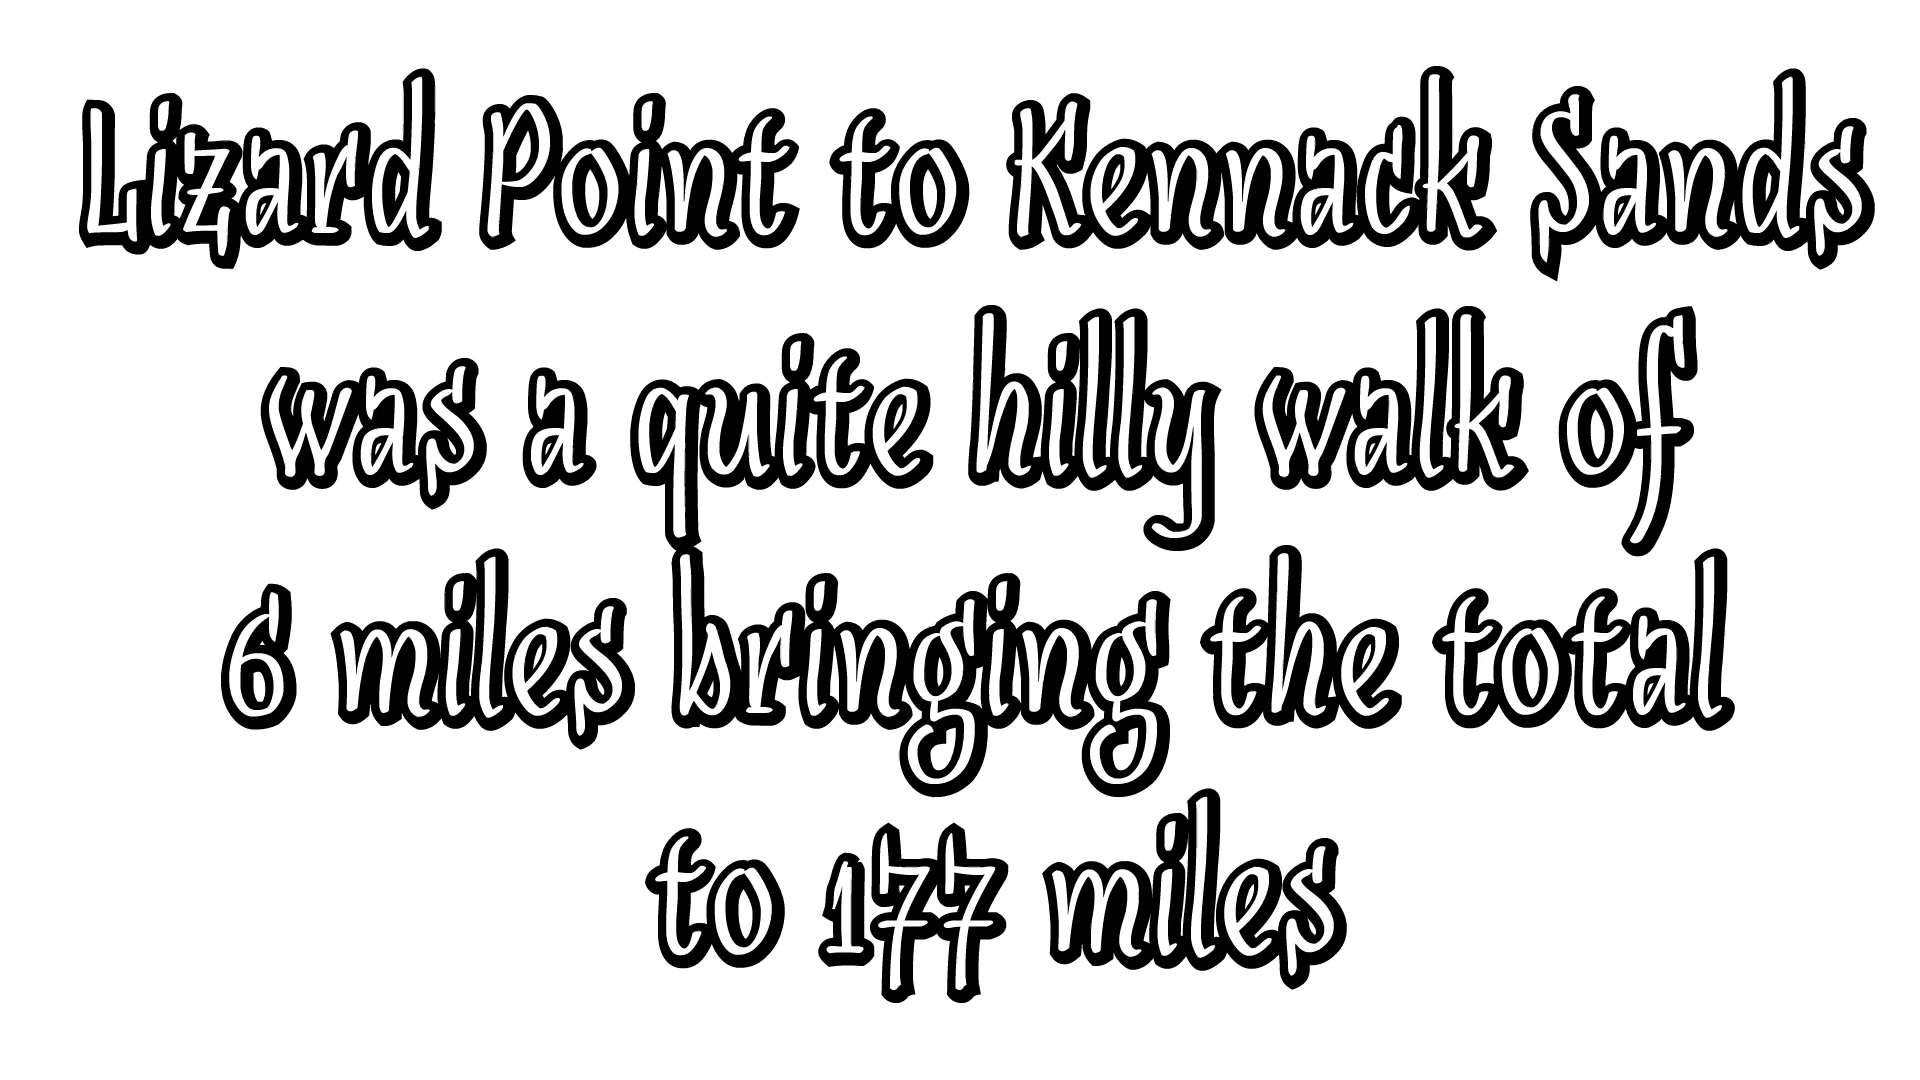 Lizard Point to Kennack Sands
was a quite hilly walk of
6 miles bringing the total
to 177 miles